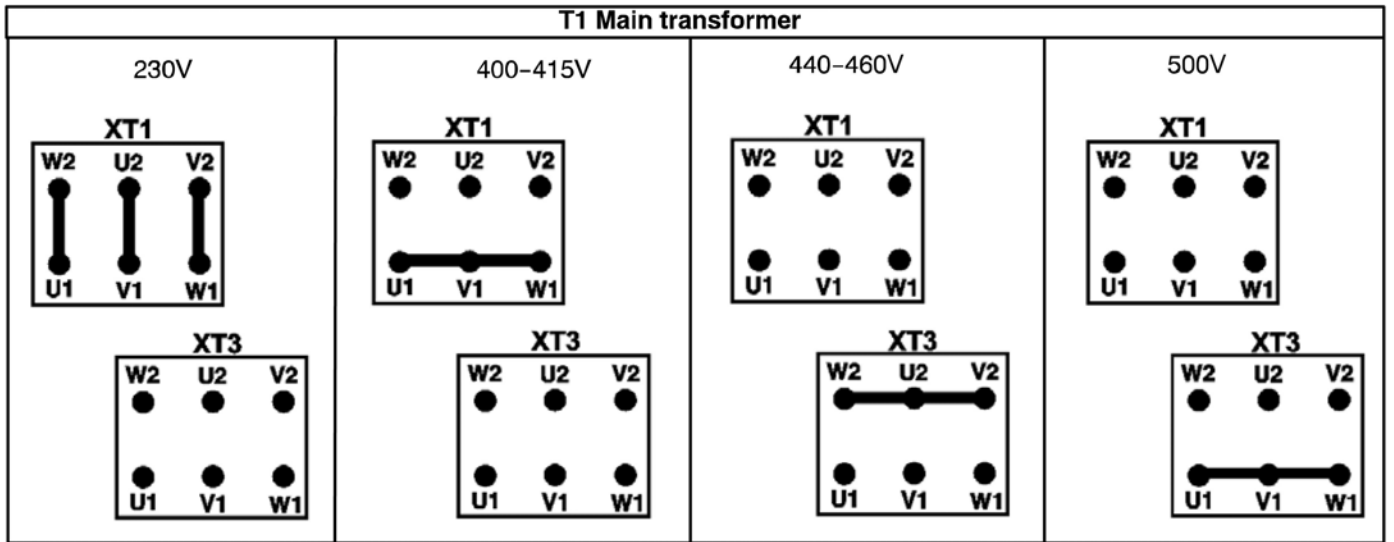 T1 Main transformer
230V
XT1
W2 U2 V2
U1 V1 W1
XT3
W2 U2 V2
U1 V1 W1
400-415V
XT1
W2 U2 V2
U1 V1 W1
XT3
W2 U2 V2
U1 V1 W1
440-460V
XT1
W2 U2 V2
U1 V1 W1
XT3
W2 U2 V2
U1 V1 W1
500V
XT1
W2 U2 V2
U1 V1 W1
XT3
W2 U2 V2
U1 V1 W1